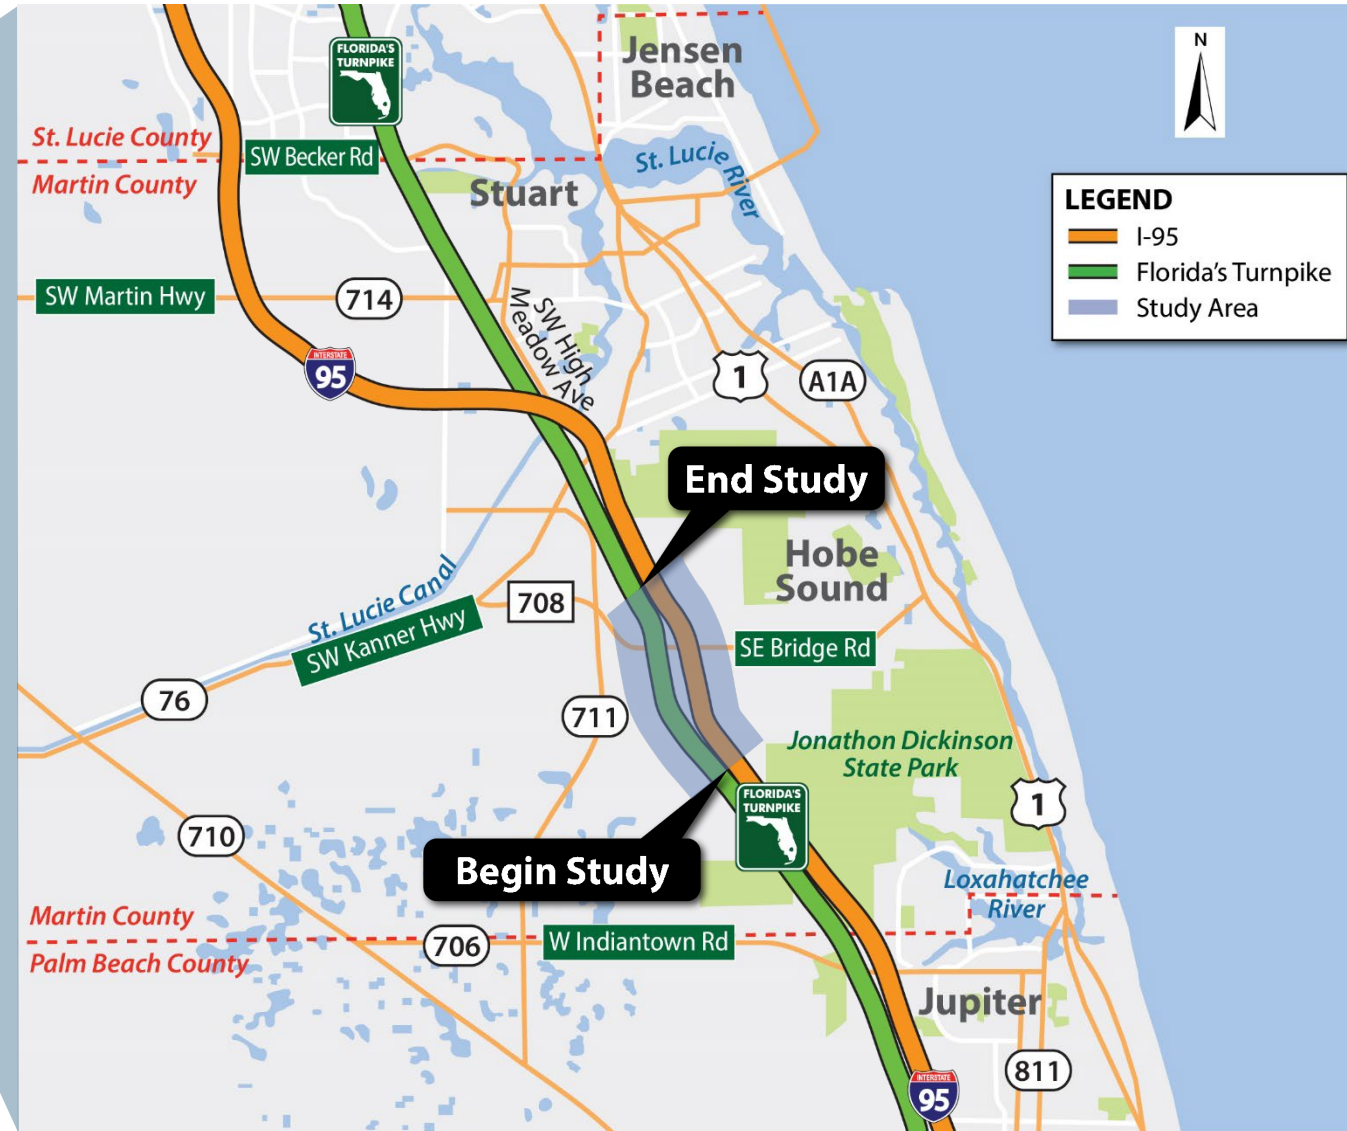 FLORIDA'S
TURNPIKE
Jensen
Beach
N
St. Lucie County
SW Becker Rd
St. Lucie
River
Martin County
Stuart
LEGEND
I-95
Florida's Turnpike
Study Area
SW Martin Hwy
714
SW High
Meadow Ave
INTERSTATE
95
1
A1A
End Study
Hobe
Sound
St. Lucie Canal
708
SW Kanner Hwy
SE Bridge Rd
76
711
Jonathon Dickinson
State Park
FLORIDA'S
TURNPIKE
1
710
Begin Study
Loxahatchee
River
Martin County
706
W Indiantown Rd
Palm Beach County
Jupiter
811
INTERSTATE
95